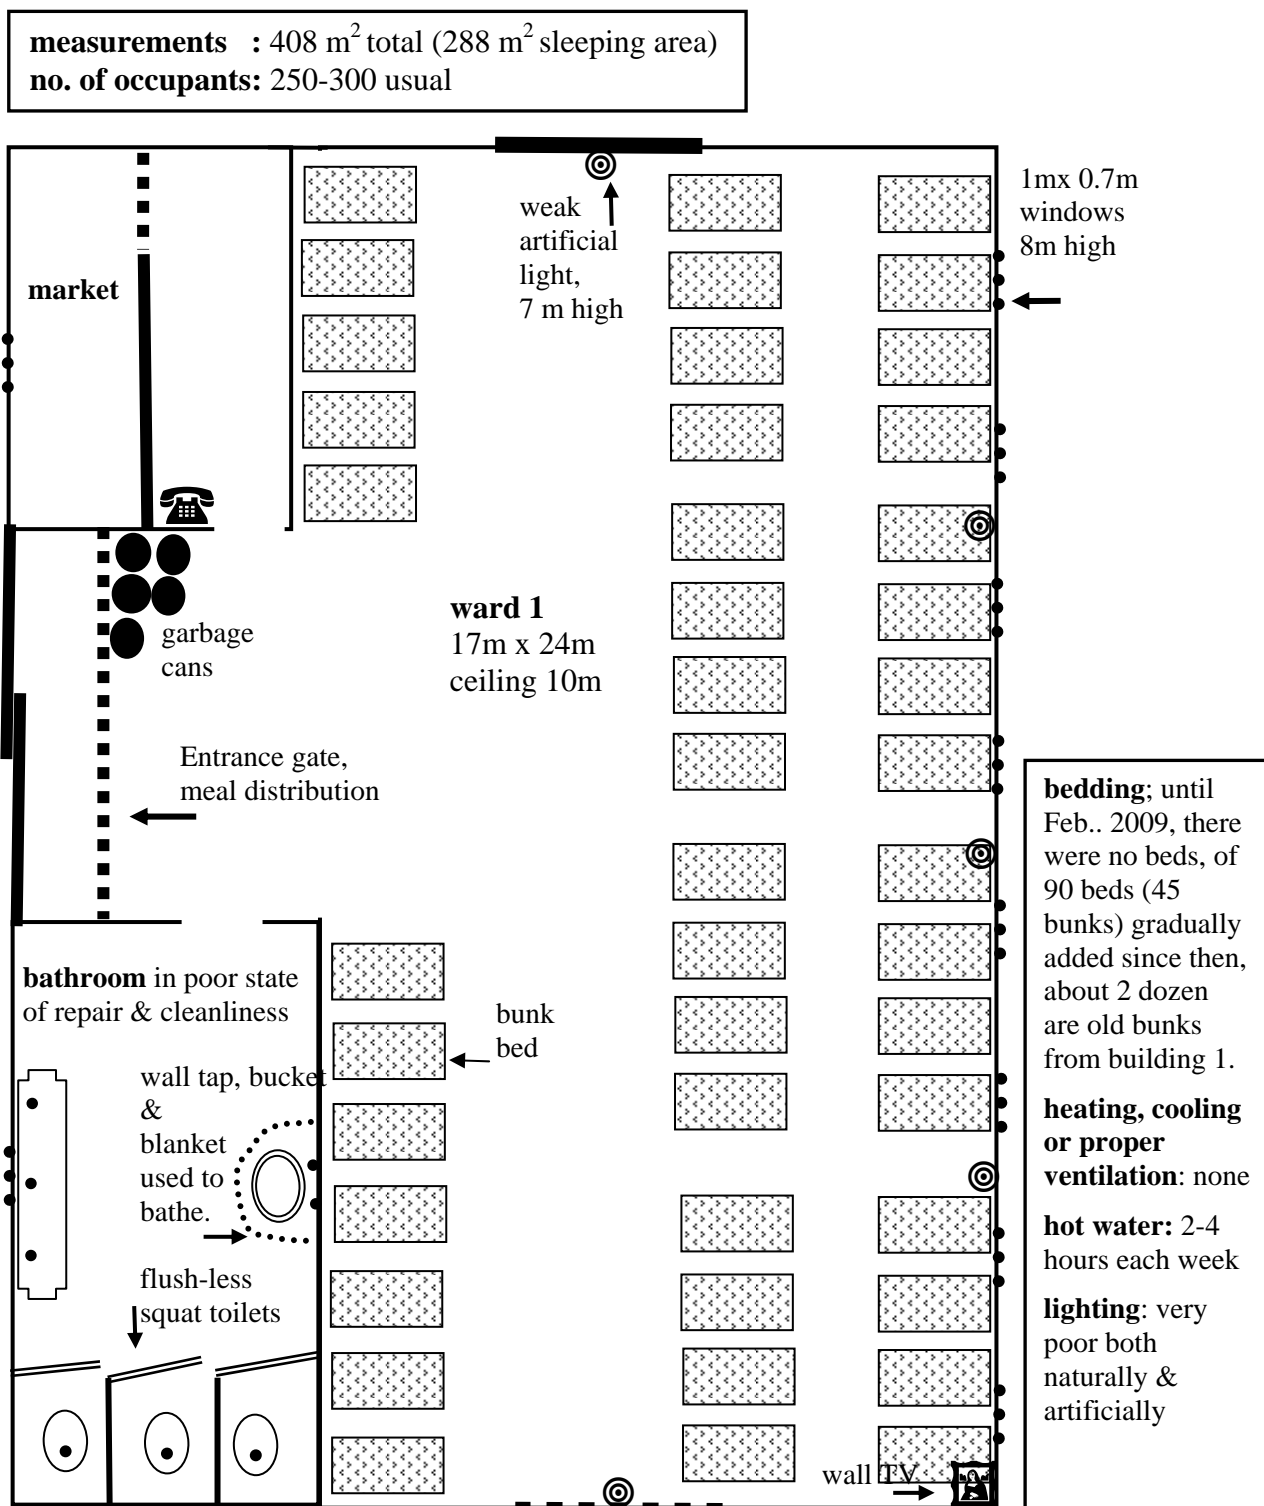 measurements : 408 m² total (288 m² sleeping area)
no. of occupants: 250-300 usual
weak
artificial
light,
7 m high
1mx 0.7m
windows
8m high
market
ward 1
17m x 24m
ceiling 10m
garbage
cans
Entrance gate,
meal distribution
bathroom in poor state
of repair & cleanliness
bunk
bed
wall tap, bucket
&
blanket
used to
bathe.
flush-less
squat toilets
wall TV
bedding; until
Feb.. 2009, there
were no beds, of
90 beds (45
bunks) gradually
added since then,
about 2 dozen
are old bunks
from building 1.
heating, cooling
or proper
ventilation: none
hot water: 2-4
hours each week
lighting: very
poor both
naturally &
artificially